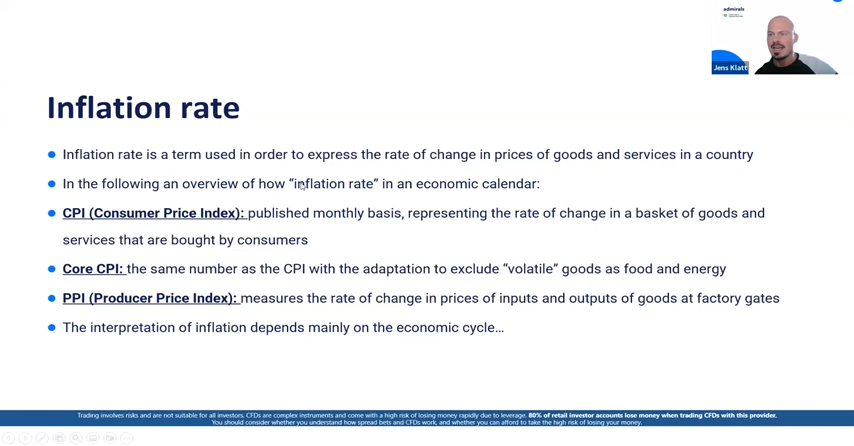 admirals
Jens Klatt
Inflation rate
Inflation rate is a term used in order to express the rate of change in prices of goods and services in a country
In the following an overview of how “inflation rate” in an economic calendar:
CPI (Consumer Price Index): published monthly basis, representing the rate of change in a basket of goods and
services that are bought by consumers
Core CPI: the same number as the CPI with the adaptation to exclude “volatile” goods as food and energy
PPI (Producer Price Index): measures the rate of change in prices of inputs and outputs of goods at factory gates
The interpretation of inflation depends mainly on the economic cycle…
Trading involves risks and are not suitable for all investors. CFDs are complex instruments and come with a high risk of losing money rapidly due to leverage. 80% of retail investor accounts lose money when trading CFDs with this provider.
You should consider whether you understand how spread bets and CFDs work, and whether you can afford to take the high risk of losing your money.